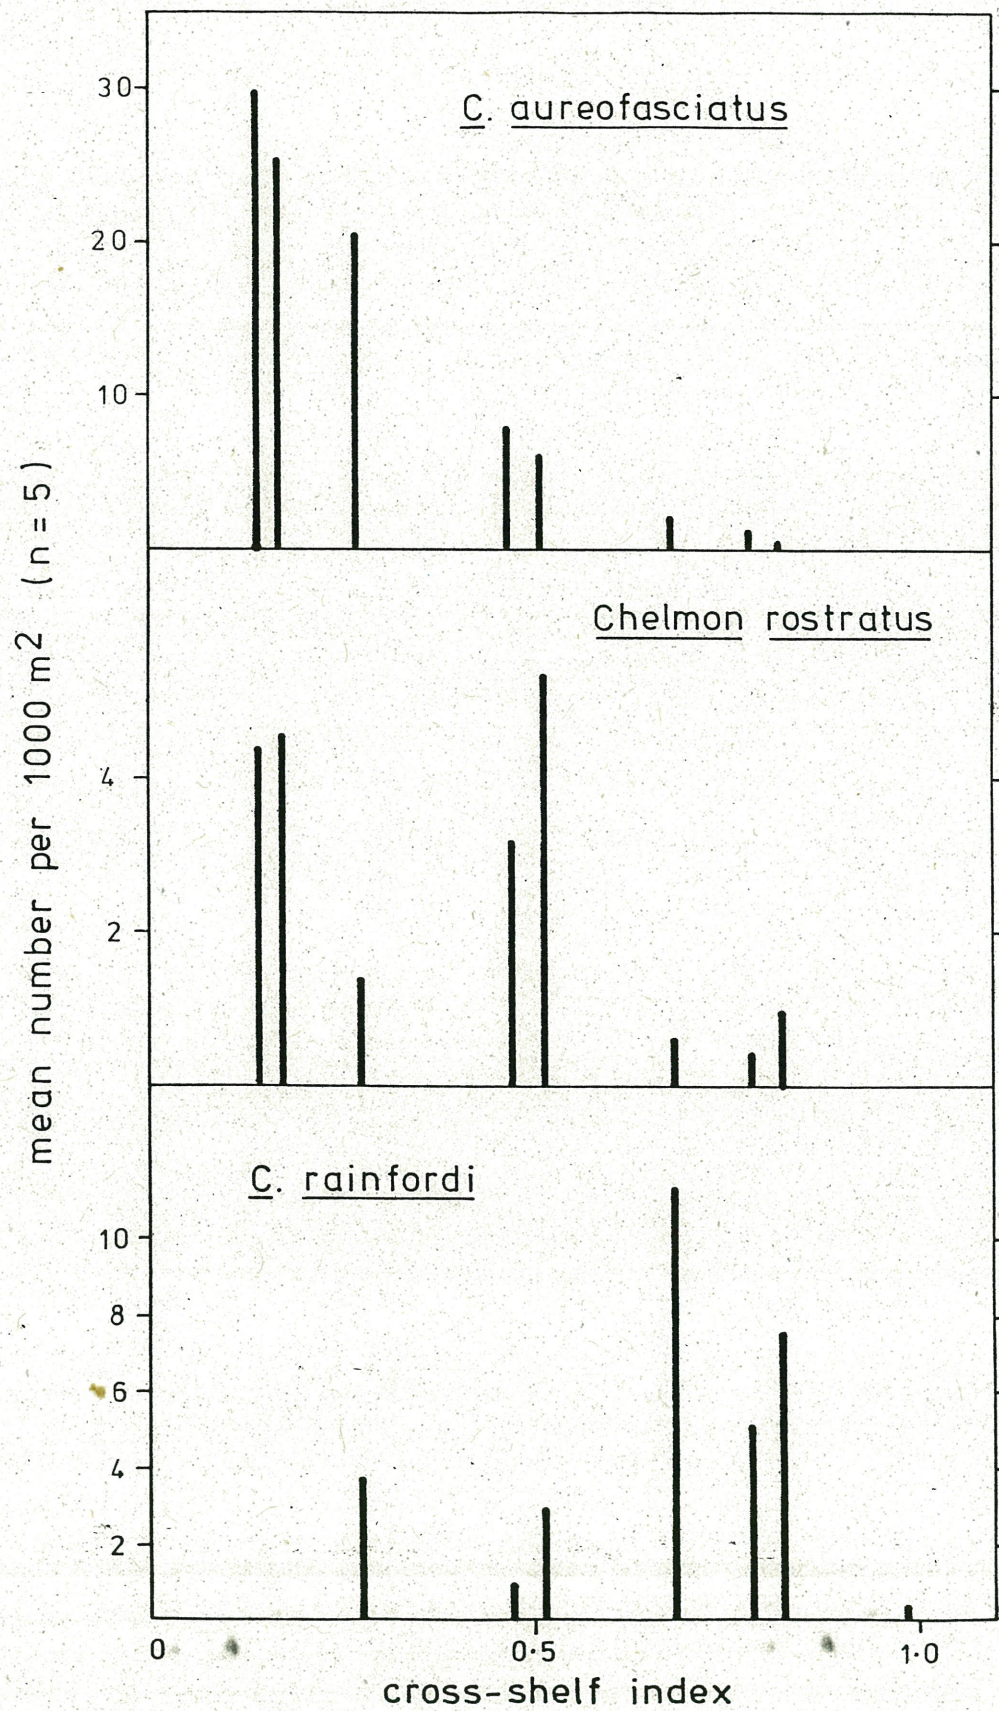 mean number per 1000 m² (n = 5)
C. aureofasciatus
30
20
10
Chelmon rostratus
4
2
C. rainfordi
10
8
6
4
2
0 0·5 1·0
cross-shelf index